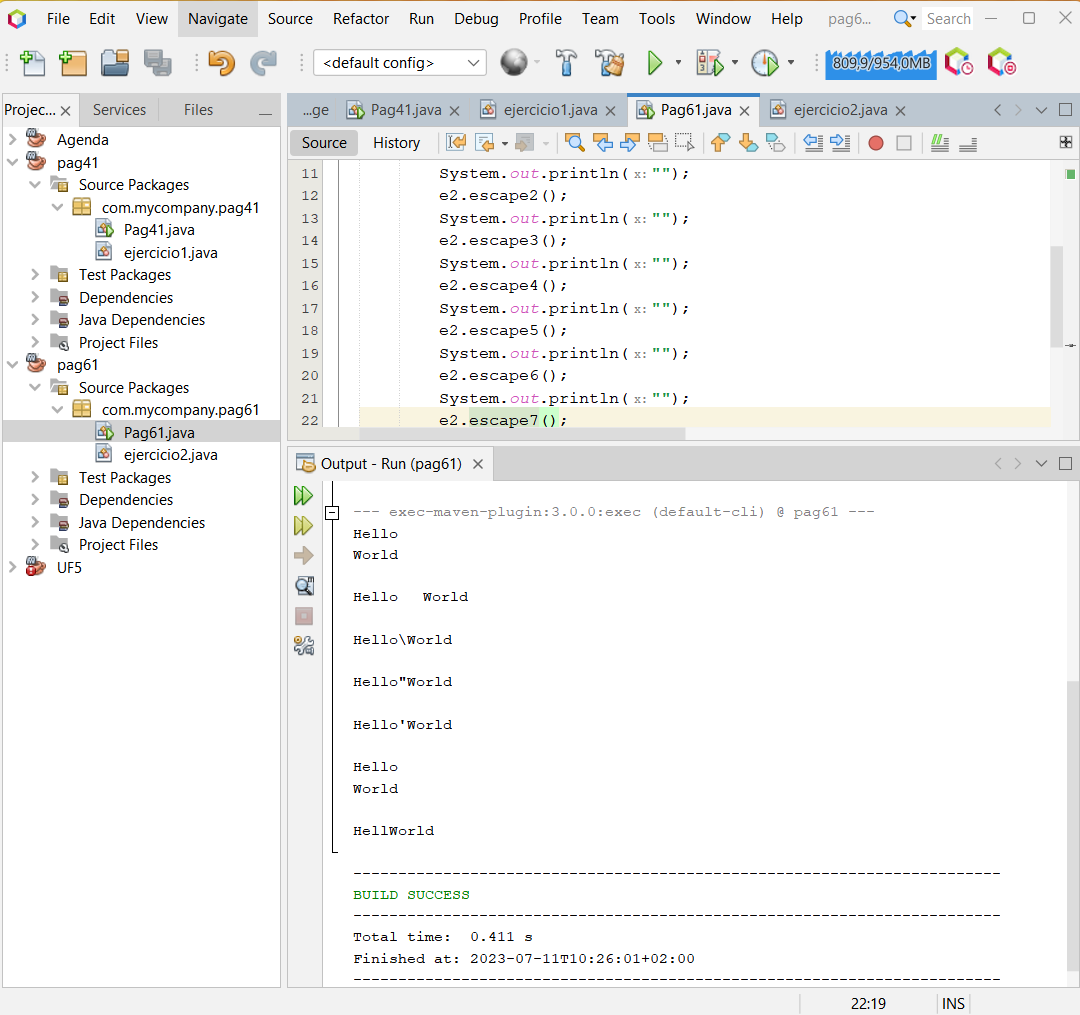 File Edit View Navigate Source Refactor Run Debug Profile Team Tools Window Help pag6... Search
<default config> 809,9/954,0MB
Projec... Services Files
Agenda
pag41
Source Packages
com.mycompany.pag41
Pag41.java
ejercicio1.java
Test Packages
Dependencies
Java Dependencies
Project Files
pag61
Source Packages
com.mycompany.pag61
Pag61.java
ejercicio2.java
Test Packages
Dependencies
Java Dependencies
Project Files
UF5
...ge Pag41.java ejercicio1.java Pag61.java ejercicio2.java
Source History
11 System.out.println(x:"");
12 e2.escape2();
13 System.out.println(x:"");
14 e2.escape3();
15 System.out.println(x:"");
16 e2.escape4();
17 System.out.println(x:"");
18 e2.escape5();
19 System.out.println(x:"");
20 e2.escape6();
21 System.out.println(x:"");
22 e2.escape7();
Output - Run (pag61)
--- exec-maven-plugin:3.0.0:exec (default-cli) @ pag61 ---
Hello
World
Hello   World
Hello\World
Hello"World
Hello'World
Hello
World
HellWorld
------------------------------------------------------------------------
BUILD SUCCESS
------------------------------------------------------------------------
Total time:  0.411 s
Finished at: 2023-07-11T10:26:01+02:00
------------------------------------------------------------------------
22:19 INS